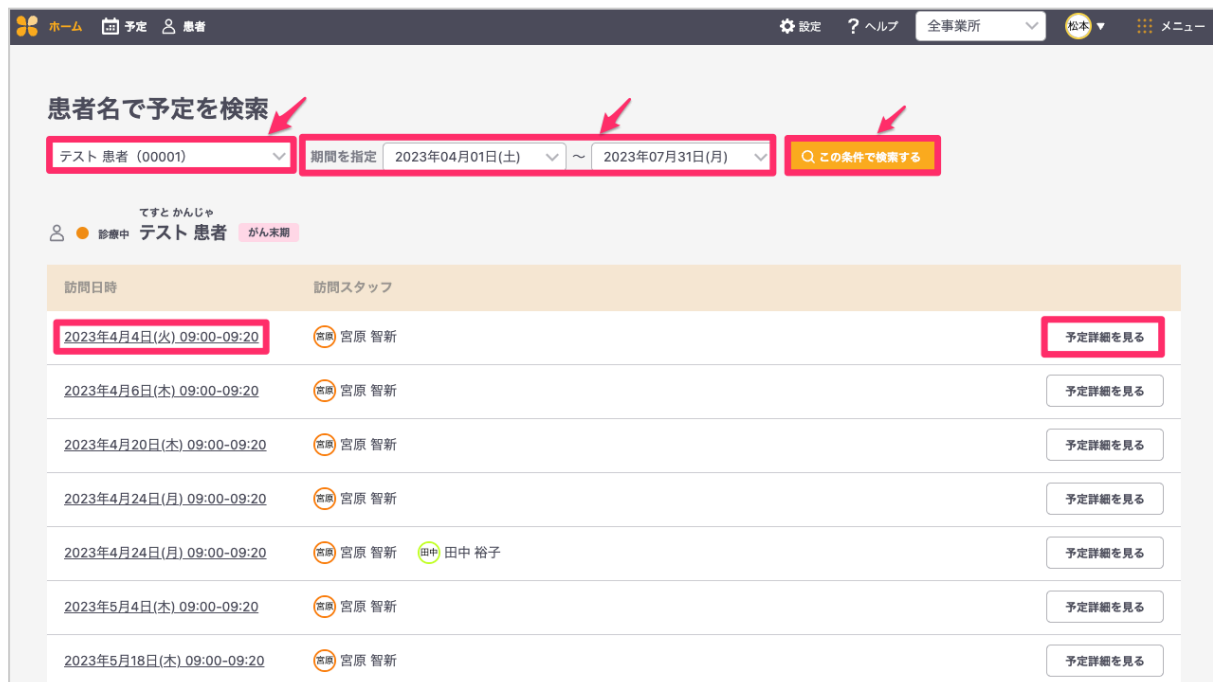 ホーム 予定 患者 設定 ? ヘルプ 全事業所 松本 ▼ メニュー
患者名で予定を検索
テスト 患者（00001） 期間を指定 2023年04月01日(土) 〜 2023年07月31日(月) この条件で検索する
てすと かんじゃ
診療中 テスト 患者 がん末期
訪問日時 訪問スタッフ
2023年4月4日(火) 09:00-09:20 宮原 宮原 智新 予定詳細を見る
2023年4月6日(木) 09:00-09:20 宮原 宮原 智新 予定詳細を見る
2023年4月20日(木) 09:00-09:20 宮原 宮原 智新 予定詳細を見る
2023年4月24日(月) 09:00-09:20 宮原 宮原 智新 予定詳細を見る
2023年4月24日(月) 09:00-09:20 宮原 宮原 智新 田中 田中 裕子 予定詳細を見る
2023年5月4日(木) 09:00-09:20 宮原 宮原 智新 予定詳細を見る
2023年5月18日(木) 09:00-09:20 宮原 宮原 智新 予定詳細を見る